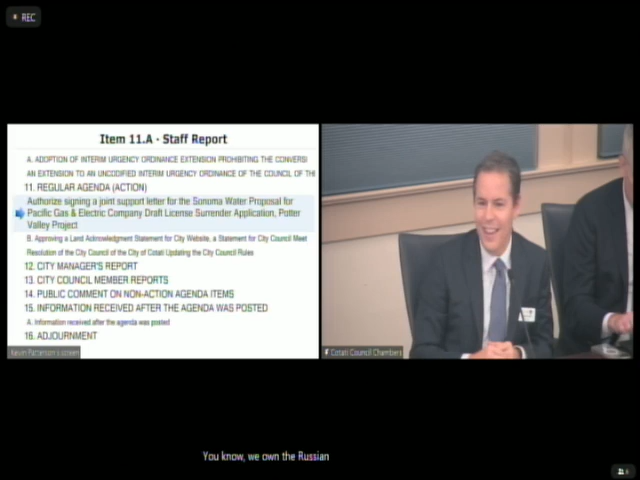 REC
Item 11.A - Staff Report
A. ADOPTION OF INTERIM URGENCY ORDINANCE EXTENSION PROHIBITING THE CONVERSI
AN EXTENSION TO AN UNCODIFIED INTERIM URGENCY ORDINANCE OF THE COUNCIL OF THE
11. REGULAR AGENDA (ACTION)
Authorize signing a joint support letter for the Sonoma Water Proposal for
Pacific Gas & Electric Company Draft License Surrender Application, Potter
Valley Project
B. Approving a Land Acknowledgment Statement for City Website, a Statement for City Council Meet
Resolution of the City Council of the City of Cotati Updating the City Council Rules
12. CITY MANAGER'S REPORT
13. CITY COUNCIL MEMBER REPORTS
14. PUBLIC COMMENT ON NON-ACTION AGENDA ITEMS
15. INFORMATION RECEIVED AFTER THE AGENDA WAS POSTED
A. Information received after the agenda was posted
16. ADJOURNMENT
Cotati Council Chambers
You know, we own the Russian